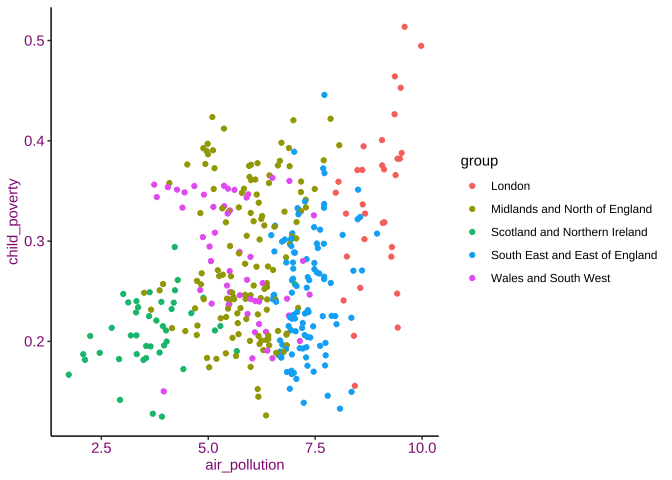 0.5
0.4
0.3
0.2
child_poverty
2.5 5.0 7.5 10.0
air_pollution
group
London
Midlands and North of England
Scotland and Northern Ireland
South East and East of England
Wales and South West